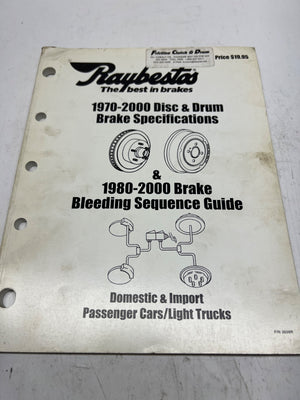 Price $19.95
Raybestos
The best in brakes
1970-2000 Disc & Drum
Brake Specifications
&
1980-2000 Brake
Bleeding Sequence Guide
Domestic & Import
Passenger Cars/Light Trucks